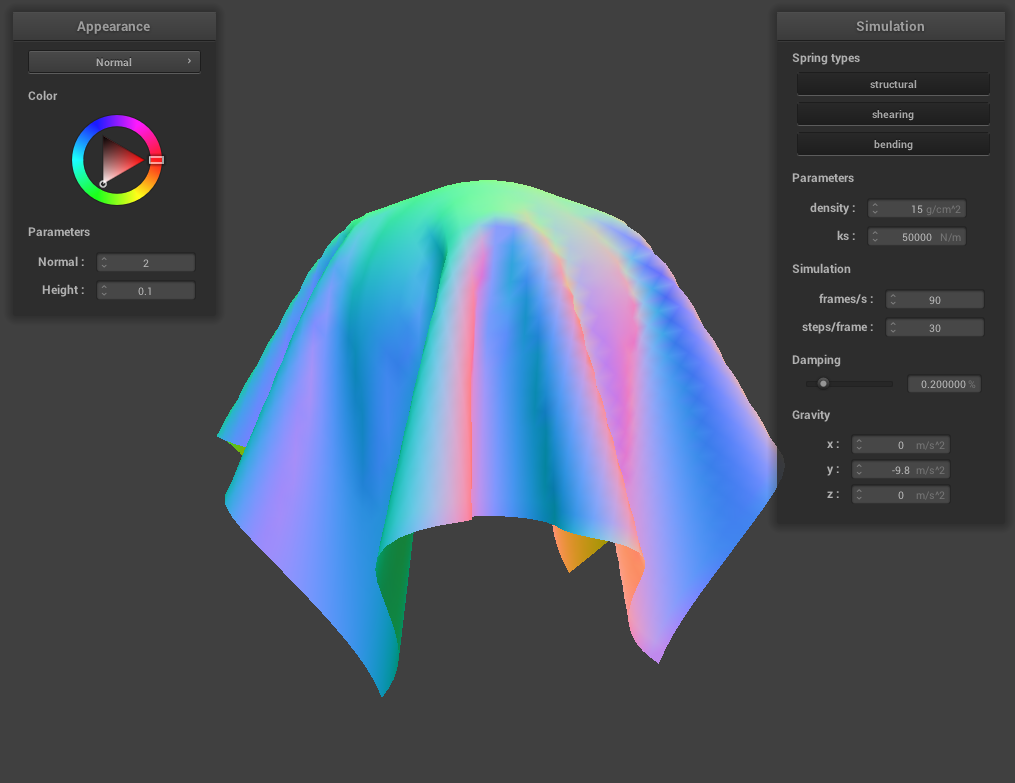 Appearance
Normal
Color
Parameters
Normal : 2
Height : 0.1
Simulation
Spring types
structural
shearing
bending
Parameters
density : 15 g/cm^2
ks : 50000 N/m
Simulation
frames/s : 90
steps/frame : 30
Damping
0.200000 %
Gravity
x : 0 m/s^2
y : -9.8 m/s^2
z : 0 m/s^2